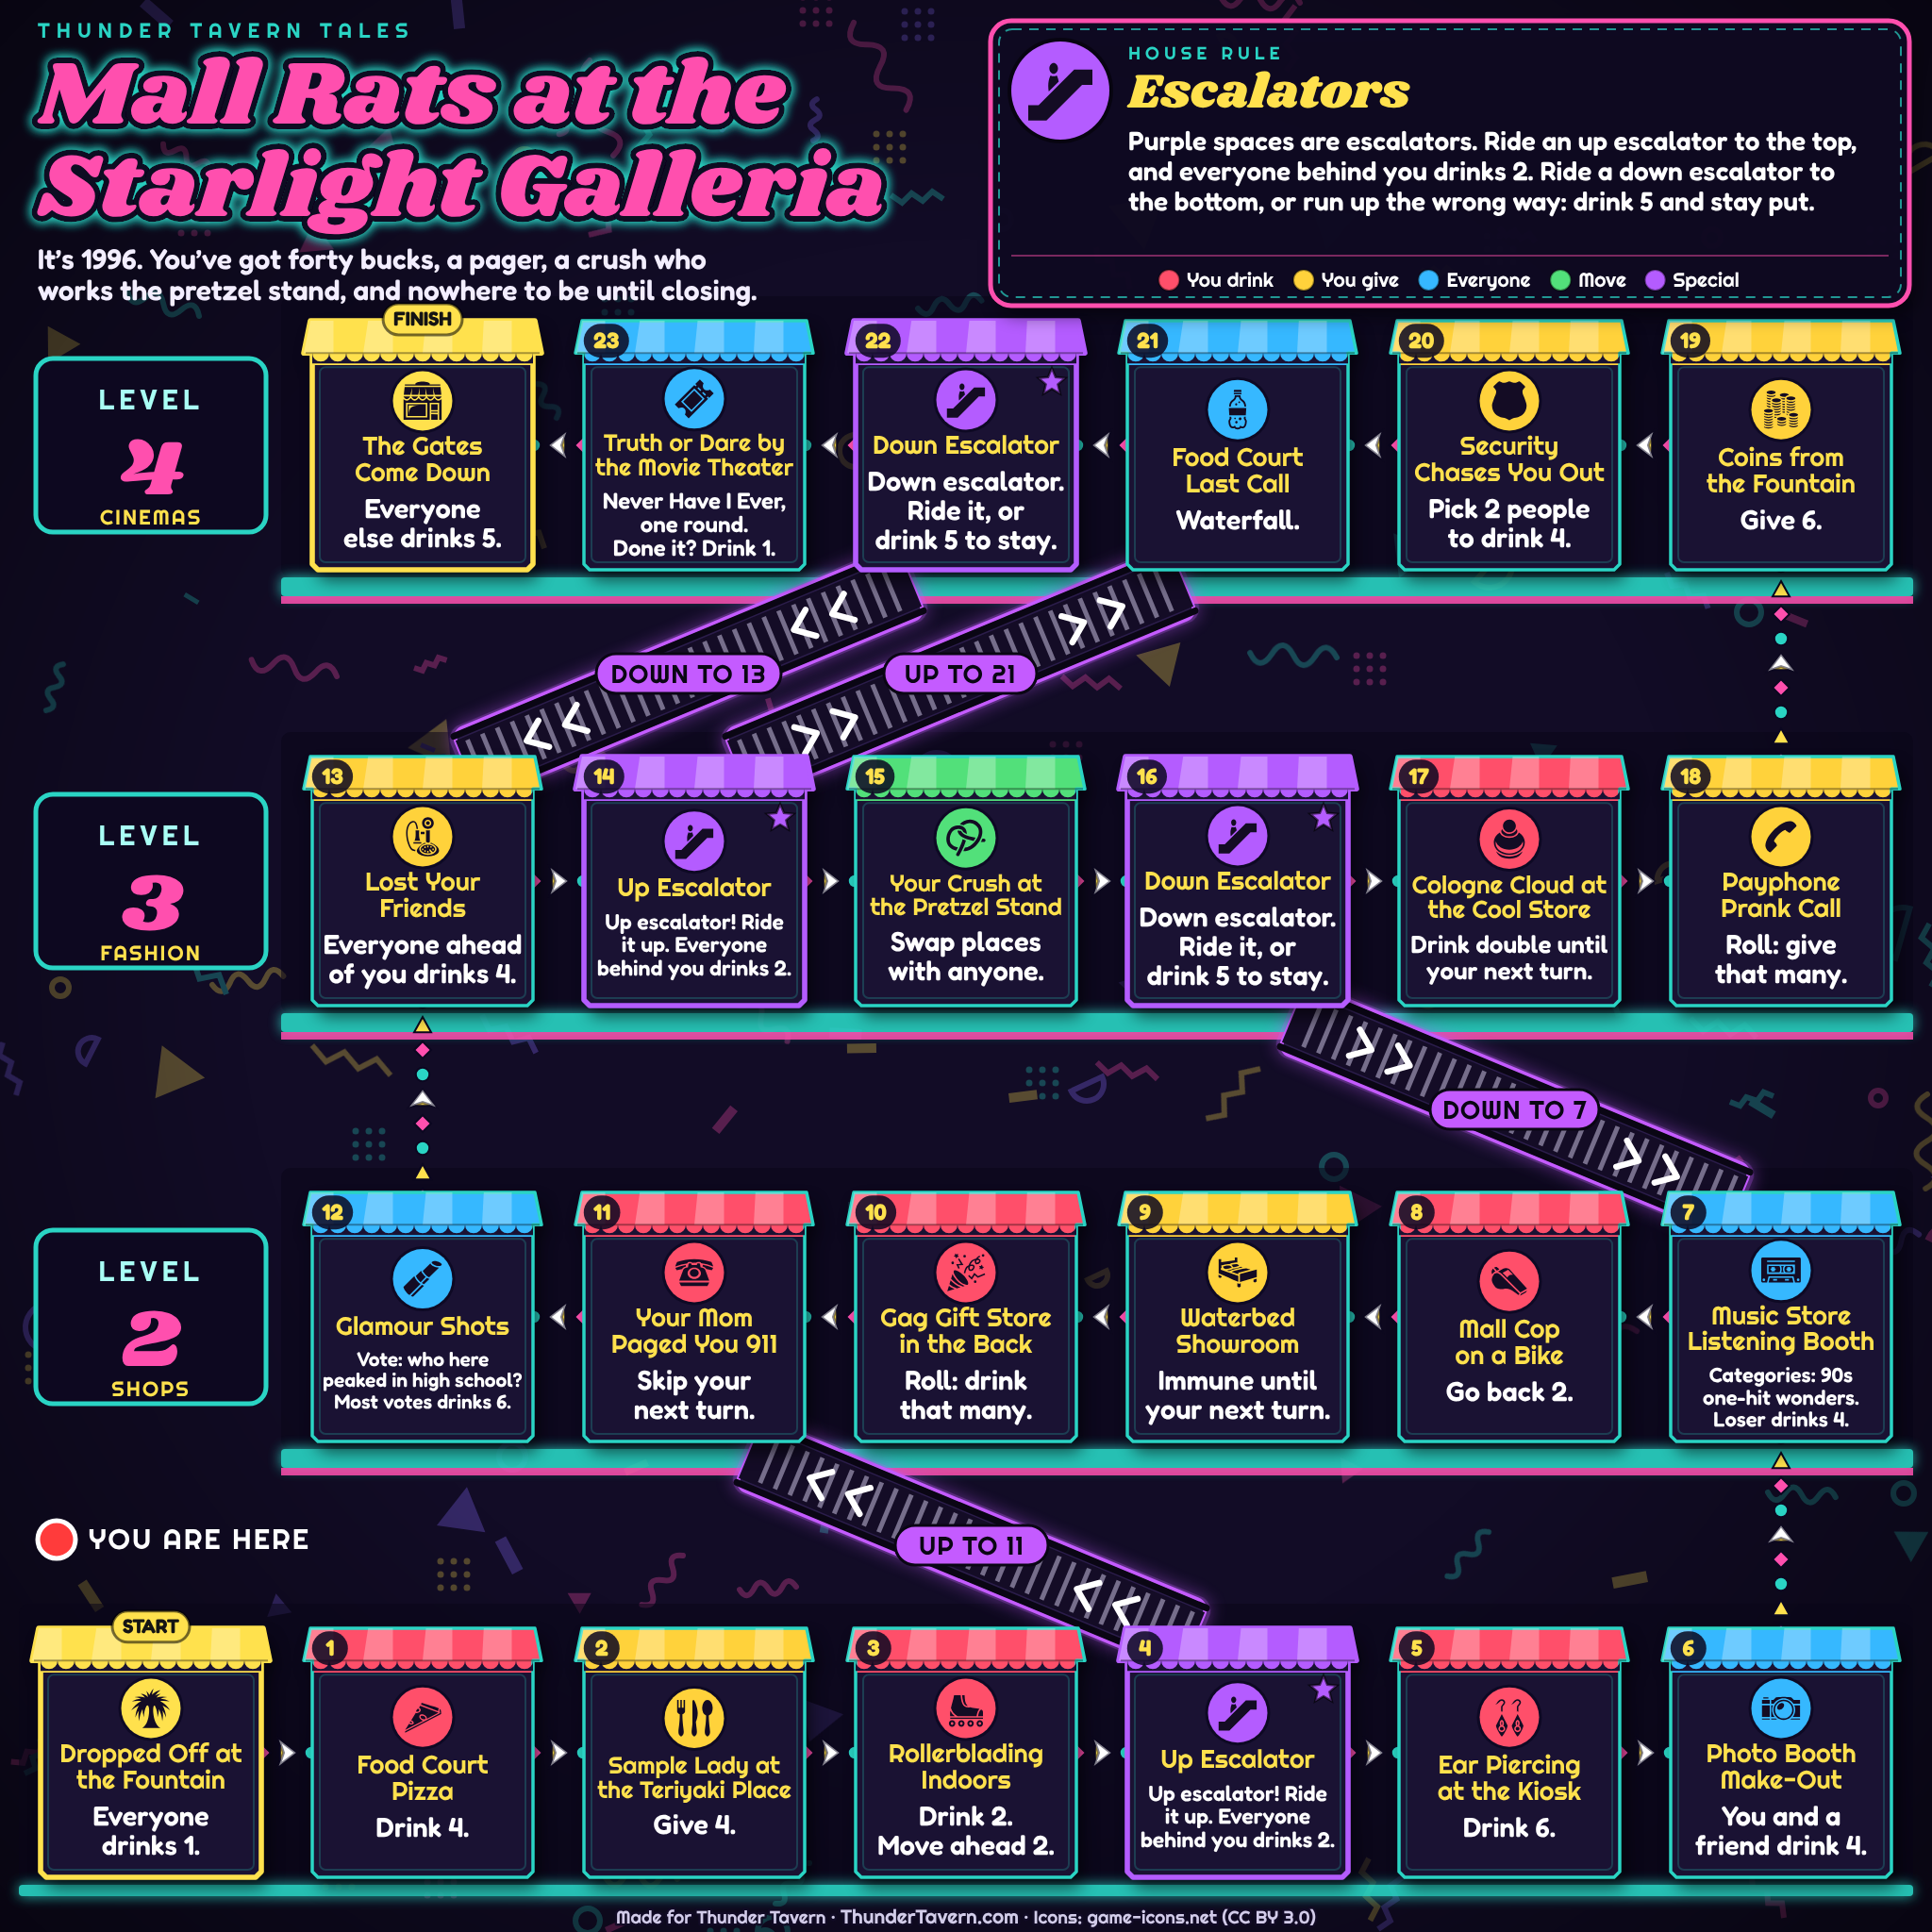 THUNDER TAVERN TALES
Mall Rats at the
Starlight Galleria
It's 1996. You've got forty bucks, a pager, a crush who
works the pretzel stand, and nowhere to be until closing.
HOUSE RULE
Escalators
Purple spaces are escalators. Ride an up escalator to the top,
and everyone behind you drinks 2. Ride a down escalator to
the bottom, or run up the wrong way: drink 5 and stay put.
You drink
You give
Everyone
Move
Special
LEVEL
4
CINEMAS
FINISH
The Gates
Come Down
Everyone
else drinks 5.
23
Truth or Dare by
the Movie Theater
Never Have I Ever,
one round.
Done it? Drink 1.
22
Down Escalator
Down escalator.
Ride it, or
drink 5 to stay.
21
Food Court
Last Call
Waterfall.
20
Security
Chases You Out
Pick 2 people
to drink 4.
19
Coins from
the Fountain
Give 6.
DOWN TO 13
UP TO 21
LEVEL
3
FASHION
13
Lost Your
Friends
Everyone ahead
of you drinks 4.
14
Up Escalator
Up escalator! Ride
it up. Everyone
behind you drinks 2.
15
Your Crush at
the Pretzel Stand
Swap places
with anyone.
16
Down Escalator
Down escalator.
Ride it, or
drink 5 to stay.
17
Cologne Cloud at
the Cool Store
Drink double until
your next turn.
18
Payphone
Prank Call
Roll: give
that many.
DOWN TO 7
LEVEL
2
SHOPS
12
Glamour Shots
Vote: who here
peaked in high school?
Most votes drinks 6.
11
Your Mom
Paged You 911
Skip your
next turn.
10
Gag Gift Store
in the Back
Roll: drink
that many.
9
Waterbed
Showroom
Immune until
your next turn.
8
Mall Cop
on a Bike
Go back 2.
7
Music Store
Listening Booth
Categories: 90s
one-hit wonders.
Loser drinks 4.
YOU ARE HERE
UP TO 11
START
Dropped Off at
the Fountain
Everyone
drinks 1.
1
Food Court
Pizza
Drink 4.
2
Sample Lady at
the Teriyaki Place
Give 4.
3
Rollerblading
Indoors
Drink 2.
Move ahead 2.
4
Up Escalator
Up escalator! Ride
it up. Everyone
behind you drinks 2.
5
Ear Piercing
at the Kiosk
Drink 6.
6
Photo Booth
Make-Out
You and a
friend drink 4.
Made for Thunder Tavern · ThunderTavern.com · Icons: game-icons.net (CC BY 3.0)